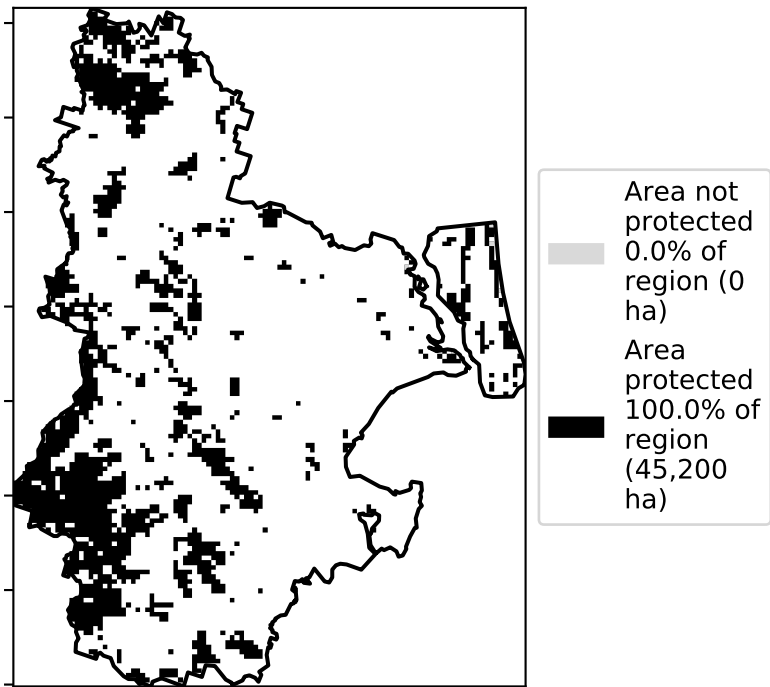 Area not
protected
0.0% of
region (0
ha)
Area
protected
100.0% of
region
(45,200
ha)